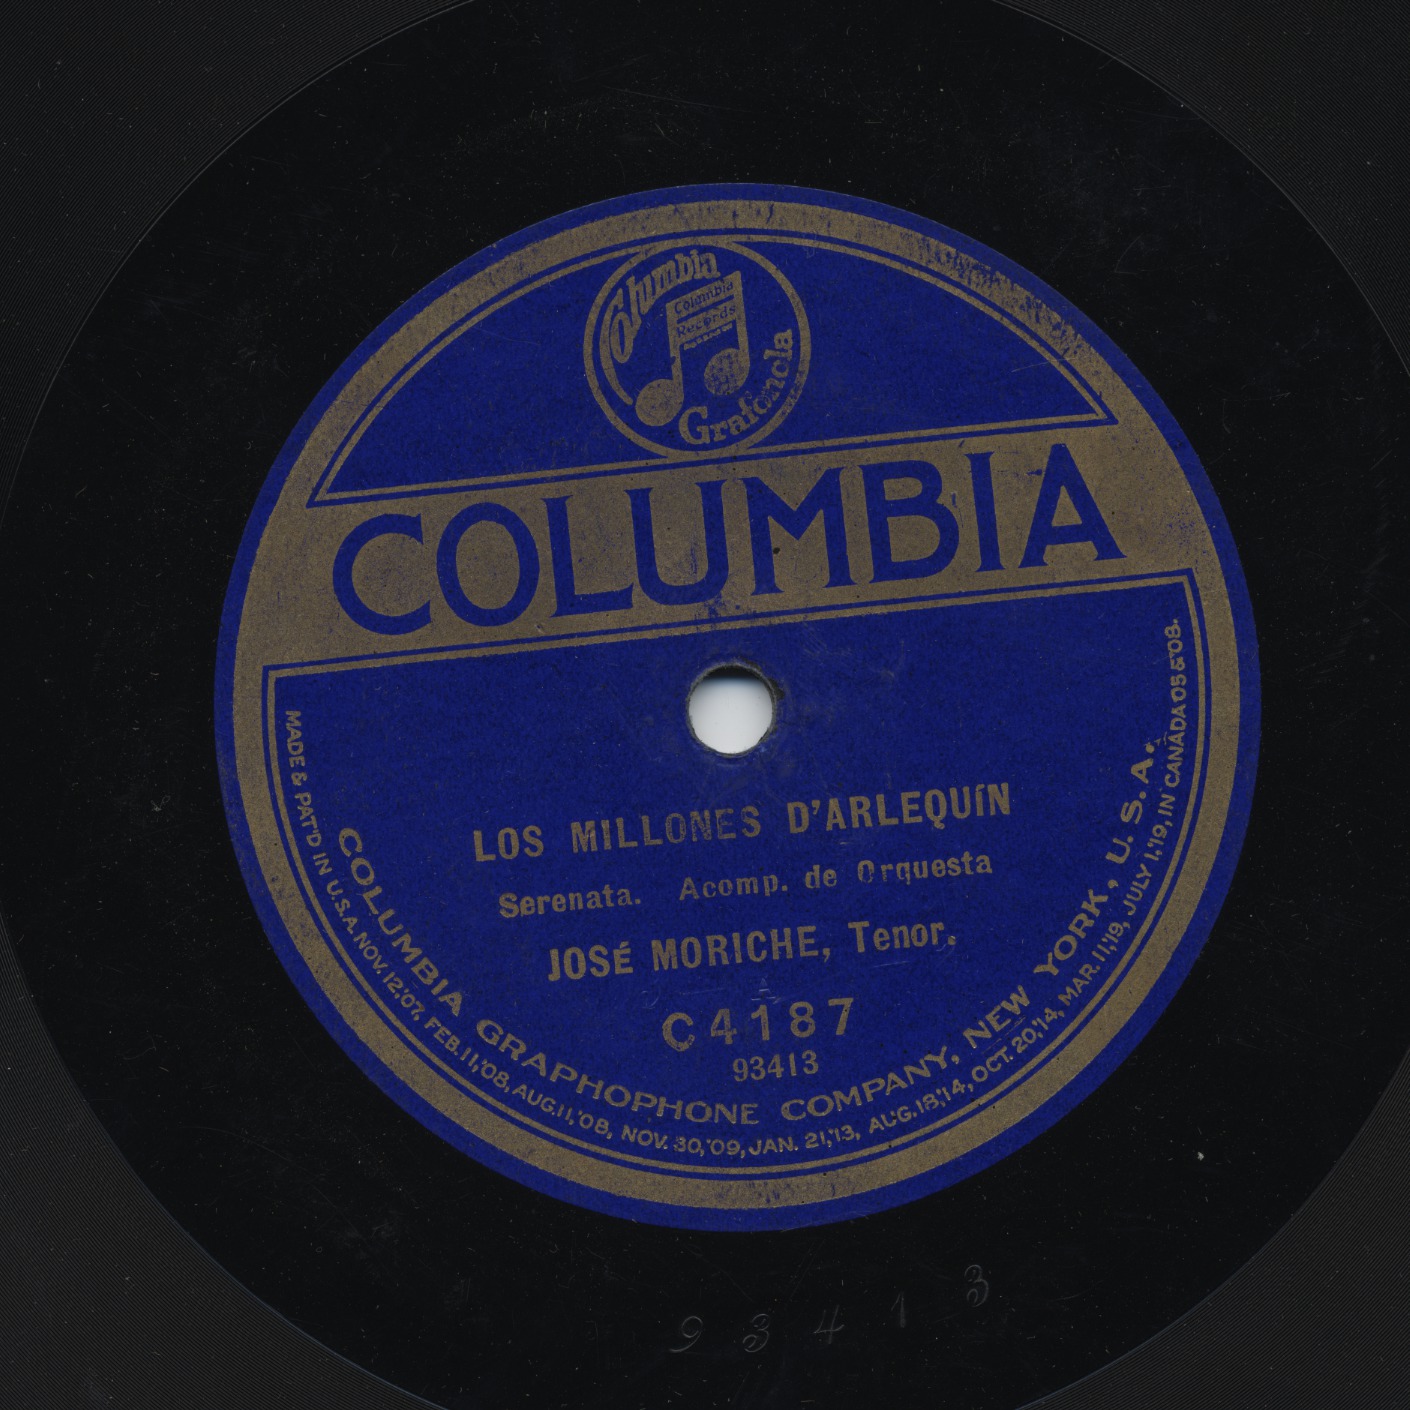 Columbia
Columbia
Records
Grafonola
COLUMBIA
LOS MILLONES D'ARLEQUíN
Serenata. Acomp. de Orquesta
JOSÉ MORICHE, Tenor.
C4187
93413
COLUMBIA GRAPHOPHONE COMPANY, NEW YORK, U. S. A.
MADE & PAT'D IN U.S.A. NOV. 12,'07, FEB. 11,'08, AUG. 11,'08, NOV. 30,'09, JAN. 21,'13, AUG. 18,'14, OCT. 20,'14, MAR. 11,'19, JULY 1,'19, IN CANADA '05 & '08.
93413